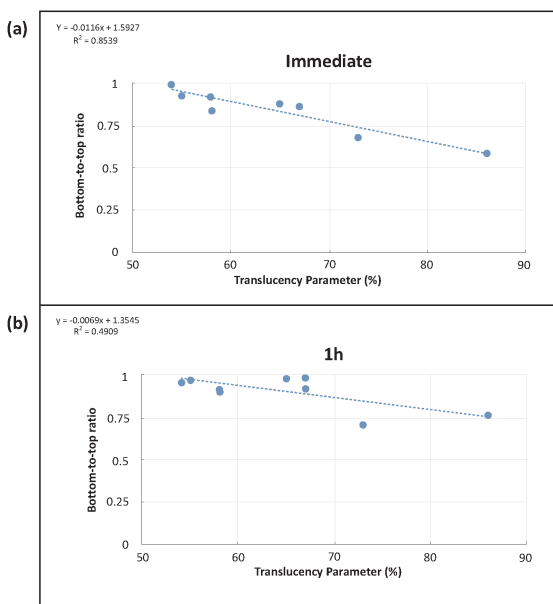 (a)
Y = -0.0116x + 1.5927
R² = 0.8539
Immediate
Bottom-to-top ratio
1
0.75
0.5
0.25
0
50
60
70
80
90
Translucency Parameter (%)
(b)
y = -0.0069x + 1.3545
R² = 0.4909
1h
Bottom-to-top ratio
1
0.75
0.5
0.25
0
50
60
70
80
90
Translucency Parameter (%)